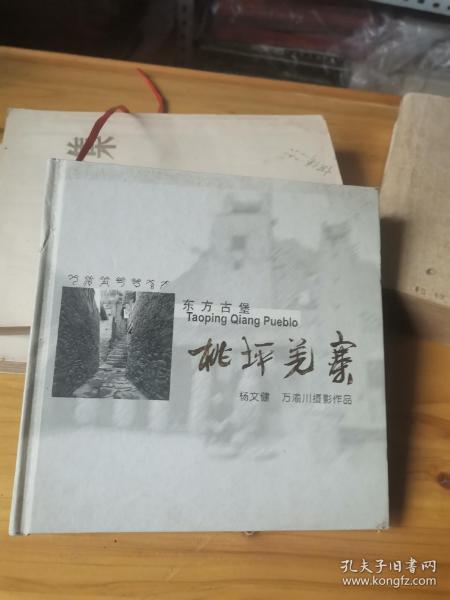 集
东方古堡
Taoping Qiang Pueblo
桃坪羌寨
杨文健 万渝川摄影作品
孔夫子旧书网
www.kongfz.com